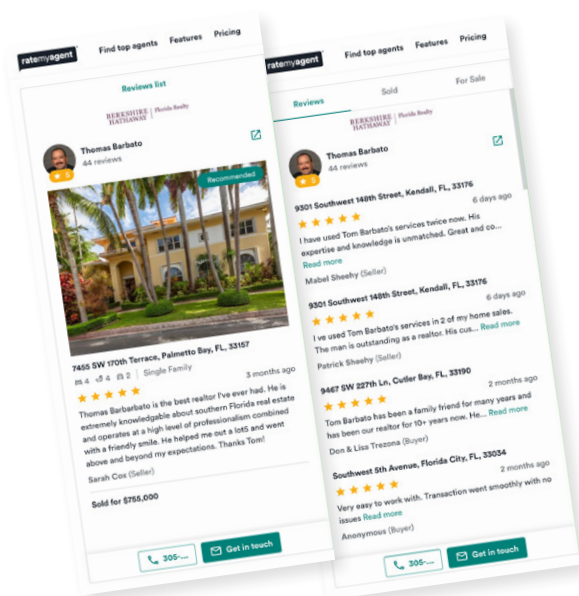 ratemyagent Find top agents Features Pricing
Reviews list
BERKSHIRE HATHAWAY Florida Realty
Thomas Barbato
44 reviews
5
Recommended
7455 SW 170th Terrace, Palmetto Bay, FL, 33157
4 4 2 Single Family
3 months ago
Thomas Barbarbato is the best realtor I've ever had. He is
extremely knowledgable about southern Florida real estate
and operates at a high level of professionalism combined
with a friendly smile. He helped me out a lot5 and went
above and beyond my expectations. Thanks Tom!
Sarah Cox (Seller)
Sold for $755,000
305-...
Get in touch
ratemyagent Find top agents Features Pricing
Reviews Sold For Sale
BERKSHIRE HATHAWAY Florida Realty
Thomas Barbato
44 reviews
5
9301 Southwest 148th Street, Kendall, FL, 33176
6 days ago
I have used Tom Barbato's services twice now. His
expertise and knowledge is unmatched. Great and co...
Read more
Mabel Sheehy (Seller)
9301 Southwest 148th Street, Kendall, FL, 33176
6 days ago
I ve used Tom Barbato's services in 2 of my home sales.
The man is outstanding as a realtor. His cus... Read more
Patrick Sheehy (Seller)
9467 SW 227th Ln, Cutler Bay, FL, 33190
2 months ago
Tom Barbato has been a family friend for many years and
has been our realtor for 10+ years now. He... Read more
Don & Lisa Trezona (Buyer)
Southwest 5th Avenue, Florida City, FL, 33034
2 months ago
Very easy to work with. Transaction went smoothly with no
issues Read more
Anonymous (Buyer)
305-...
Get in touch